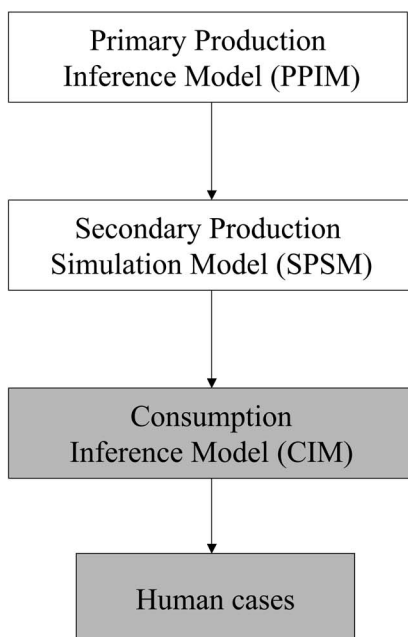 Primary Production
Inference Model (PPIM)
Secondary Production
Simulation Model (SPSM)
Consumption
Inference Model (CIM)
Human cases